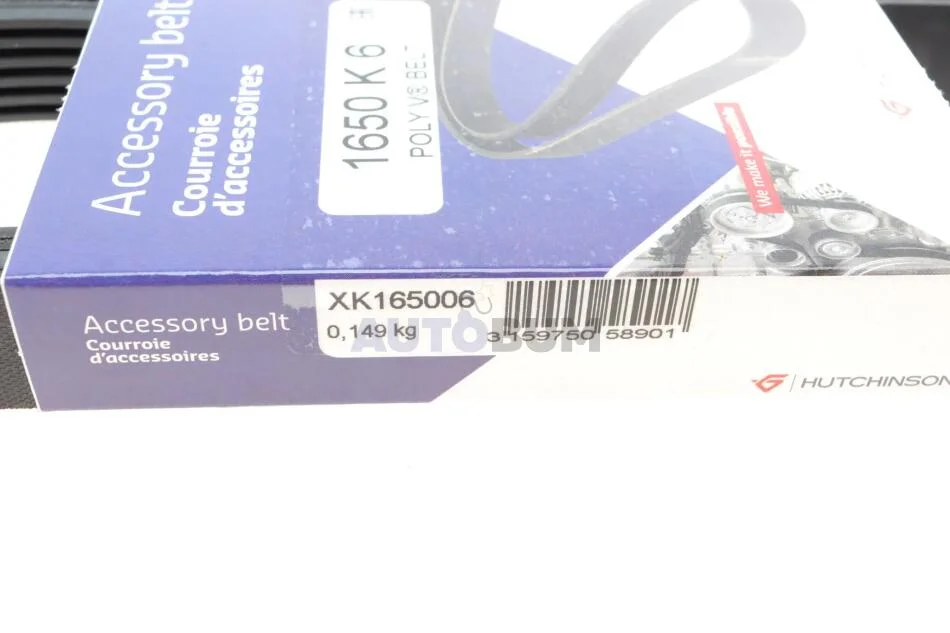 Accessory belt
Courroie
d'accessoires
1650 K 6
POLY V® BELT
We make it possible
XK165006
0,149 kg
3 159750 58901
Accessory belt
Courroie
d'accessoires
HUTCHINSON
AUTOBUM